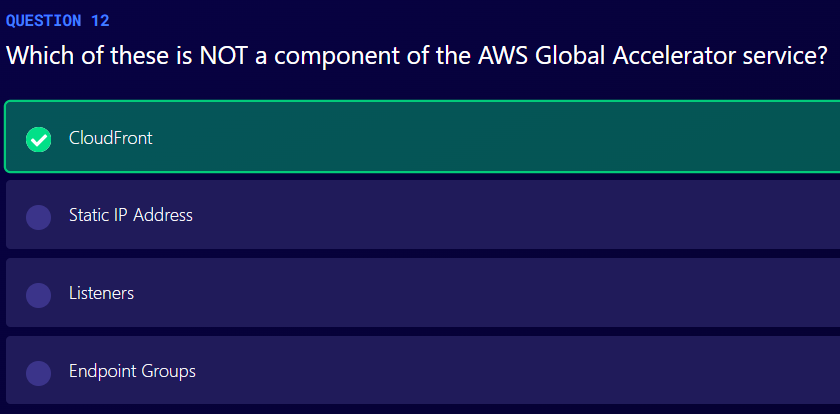 QUESTION 12
Which of these is NOT a component of the AWS Global Accelerator service?
CloudFront
Static IP Address
Listeners
Endpoint Groups